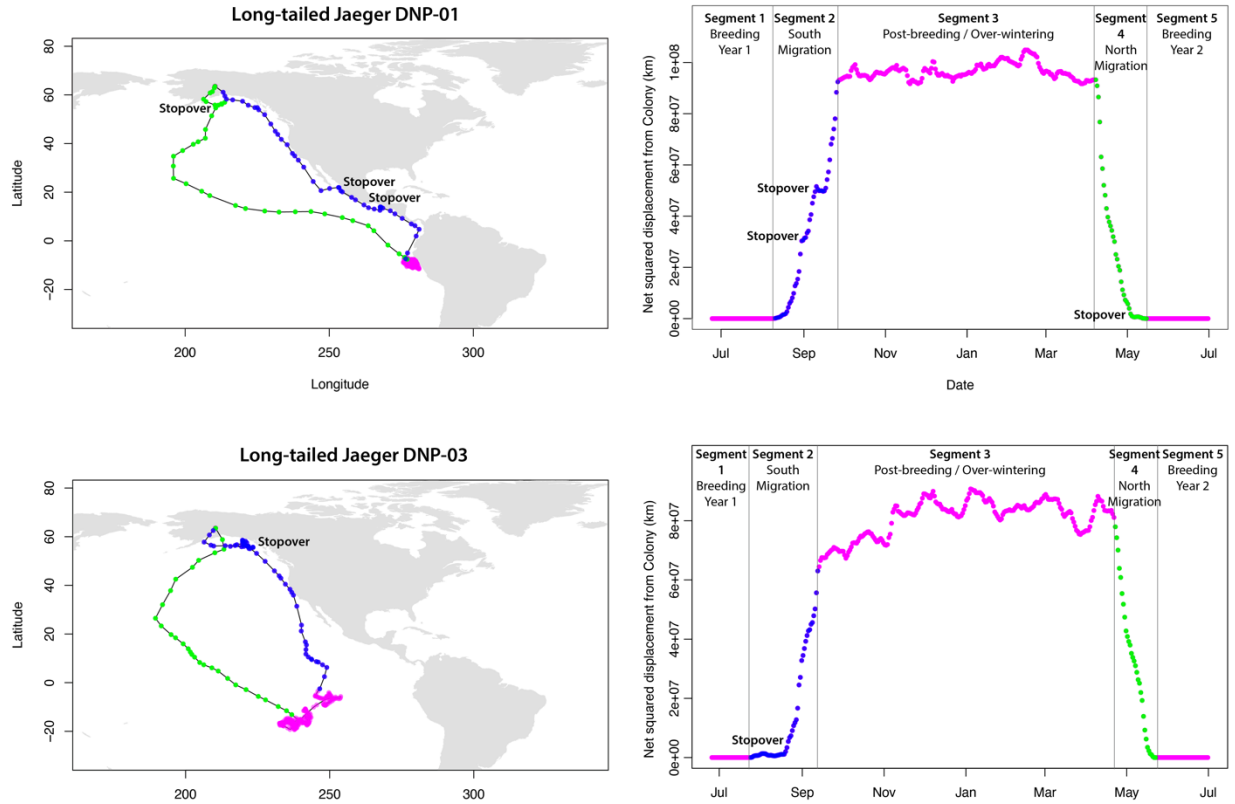 Long-tailed Jaeger DNP-01
Latitude
80
60
40
20
0
−20
Stopover
Stopover
Stopover
200
250
300
Longitude
Net squared displacement from Colony (km)
1e+08
8e+07
6e+07
4e+07
2e+07
0e+00
Segment 1
Breeding
Year 1
Segment 2
South
Migration
Segment 3
Post-breeding / Over-wintering
Segment
4
North
Migration
Segment 5
Breeding
Year 2
Stopover
Stopover
Stopover
Jul
Sep
Nov
Jan
Mar
May
Jul
Date
Long-tailed Jaeger DNP-03
Latitude
80
60
40
20
0
−20
Stopover
200
250
300
Net squared displacement from Colony (km)
8e+07
6e+07
4e+07
2e+07
0e+00
Segment
1
Breeding
Year 1
Segment 2
South
Migration
Segment 3
Post-breeding / Over-wintering
Segment
4
North
Migration
Segment 5
Breeding
Year 2
Stopover
Jul
Sep
Nov
Jan
Mar
May
Jul